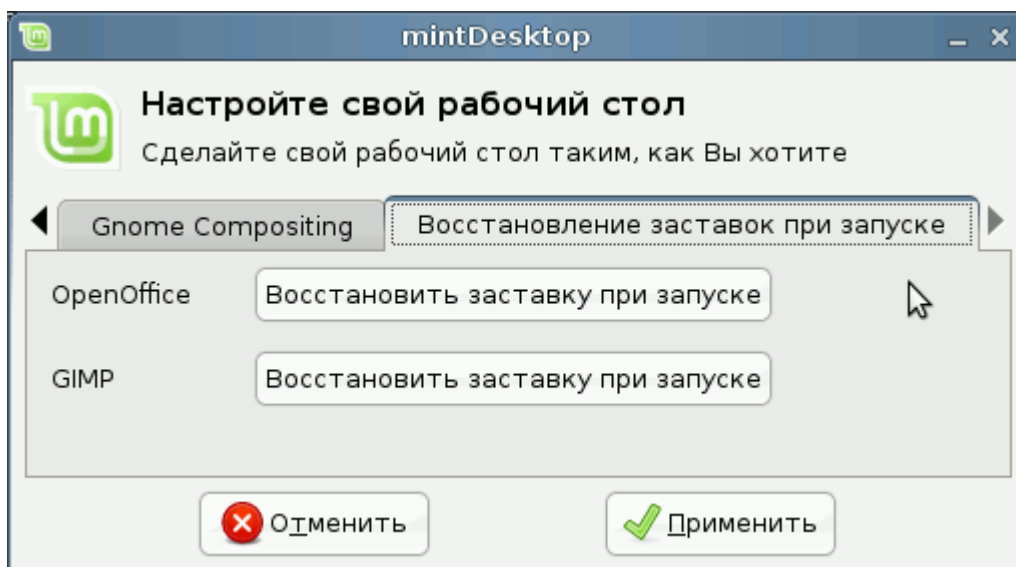 mintDesktop
Настройте свой рабочий стол
Сделайте свой рабочий стол таким, как Вы хотите
Gnome Compositing Восстановление заставок при запуске
OpenOffice Восстановить заставку при запуске
GIMP Восстановить заставку при запуске
Отменить Применить